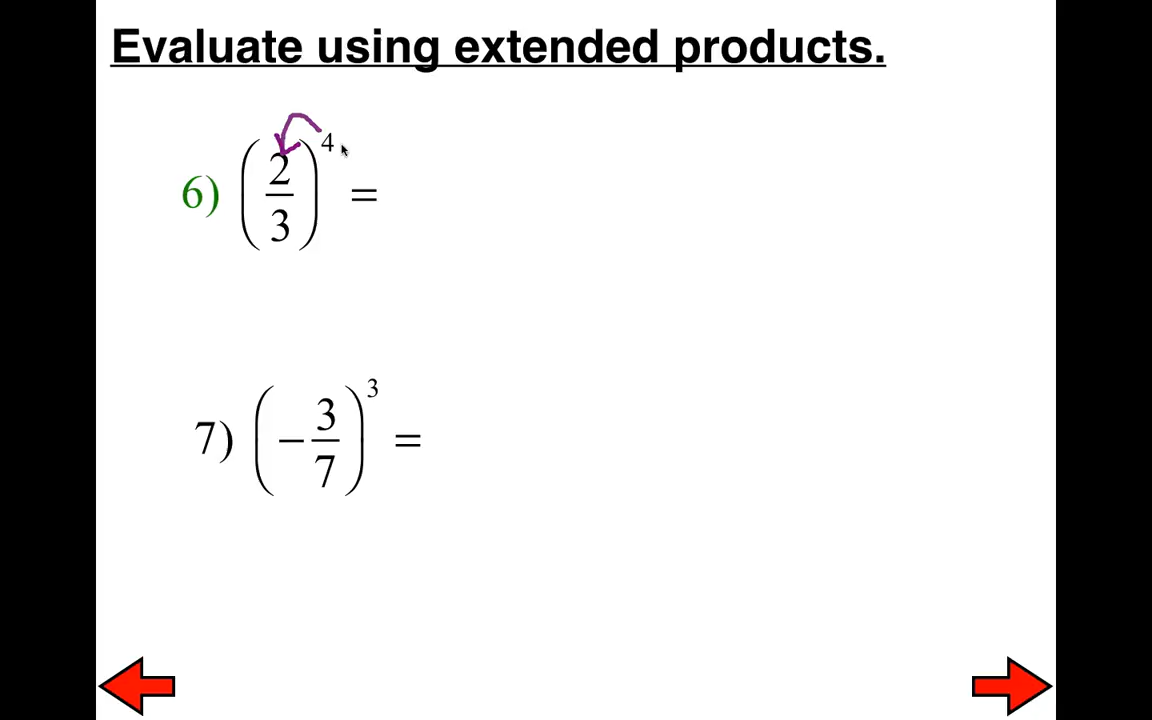 Evaluate using extended products.
6) (2/3)^4 =
7) (-3/7)^3 =